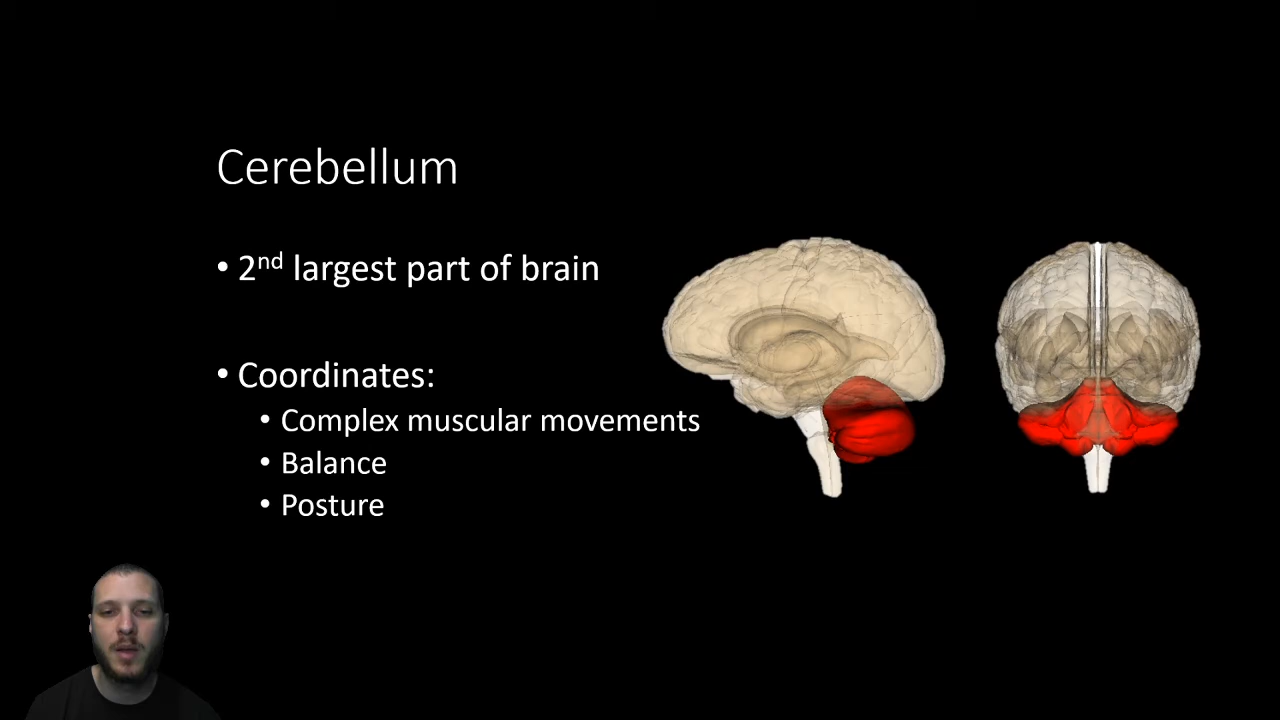 Cerebellum
• 2nd largest part of brain
• Coordinates:
• Complex muscular movements
• Balance
• Posture